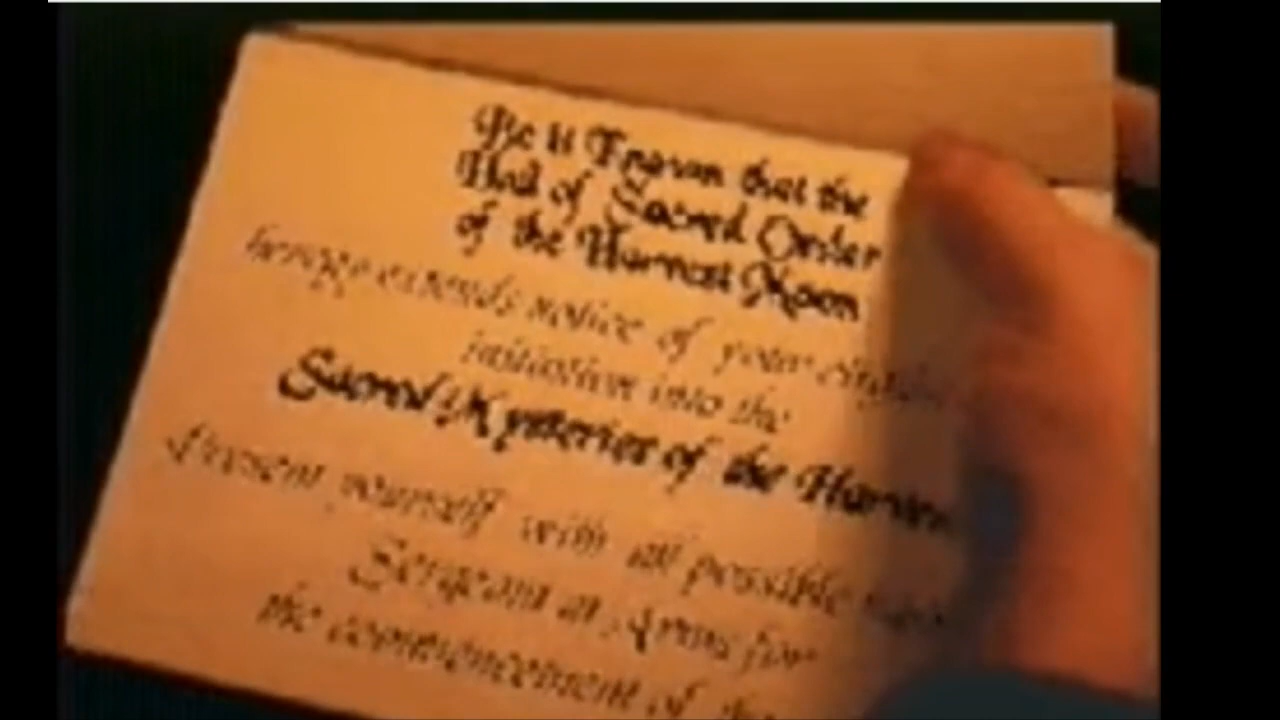 Be it Known that the
Hall of Sacred Order
of the Harvest Moon
hereby extends notice of your
initiation into the
Sacred Mysteries of the
Present yourself with all possible
Sergeant at Arms for
the commencement of